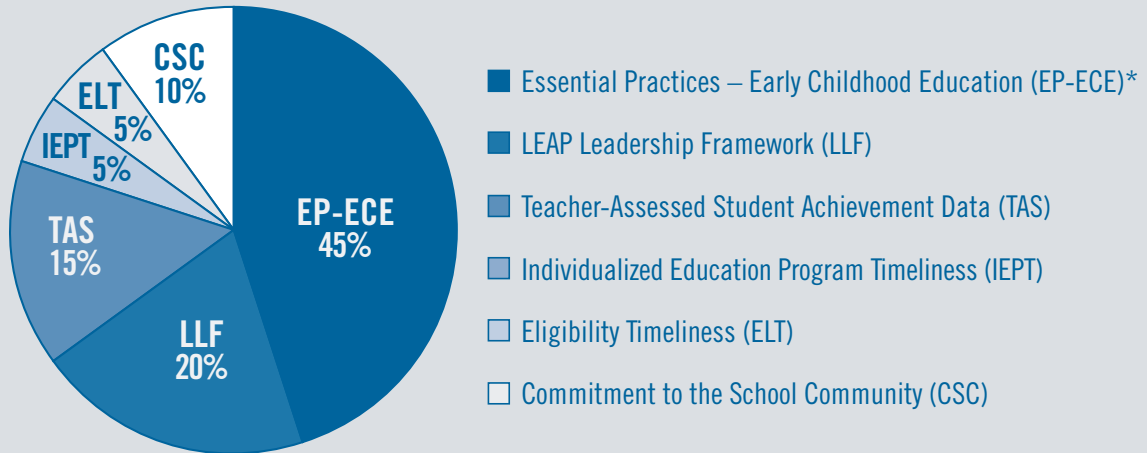 CSC
10%
ELT
5%
IEPT
5%
TAS
15%
LLF
20%
EP-ECE
45%
Essential Practices – Early Childhood Education (EP-ECE)*
LEAP Leadership Framework (LLF)
Teacher-Assessed Student Achievement Data (TAS)
Individualized Education Program Timeliness (IEPT)
Eligibility Timeliness (ELT)
Commitment to the School Community (CSC)